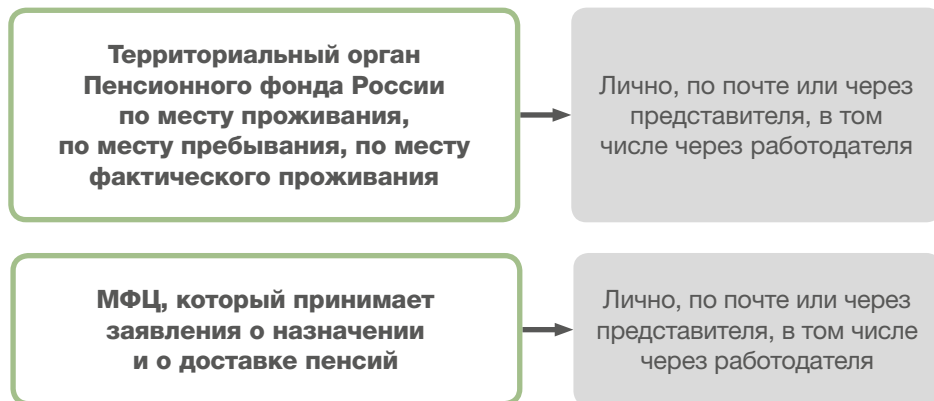 Территориальный орган
Пенсионного фонда России
по месту проживания,
по месту пребывания, по месту
фактического проживания
Лично, по почте или через
представителя, в том
числе через работодателя
МФЦ, который принимает
заявления о назначении
и о доставке пенсий
Лично, по почте или через
представителя, в том числе
через работодателя